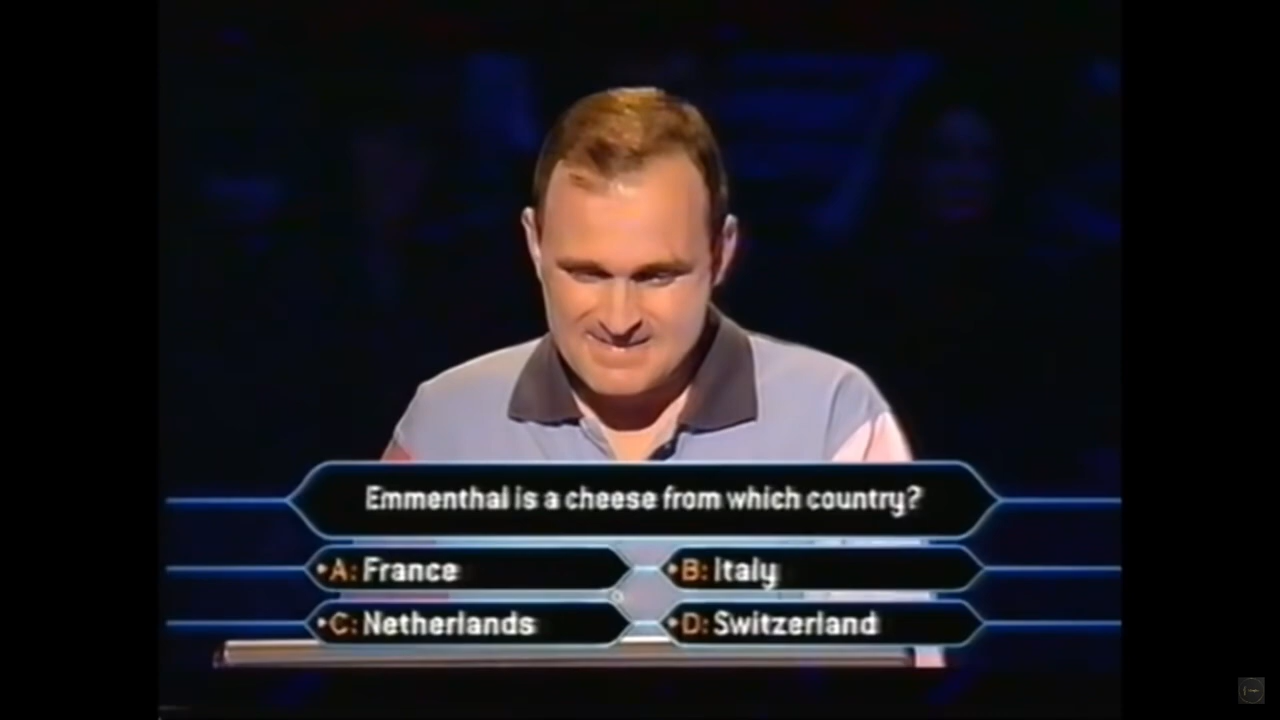 Emmenthal is a cheese from which country?
A: France
B: Italy
C: Netherlands
D: Switzerland